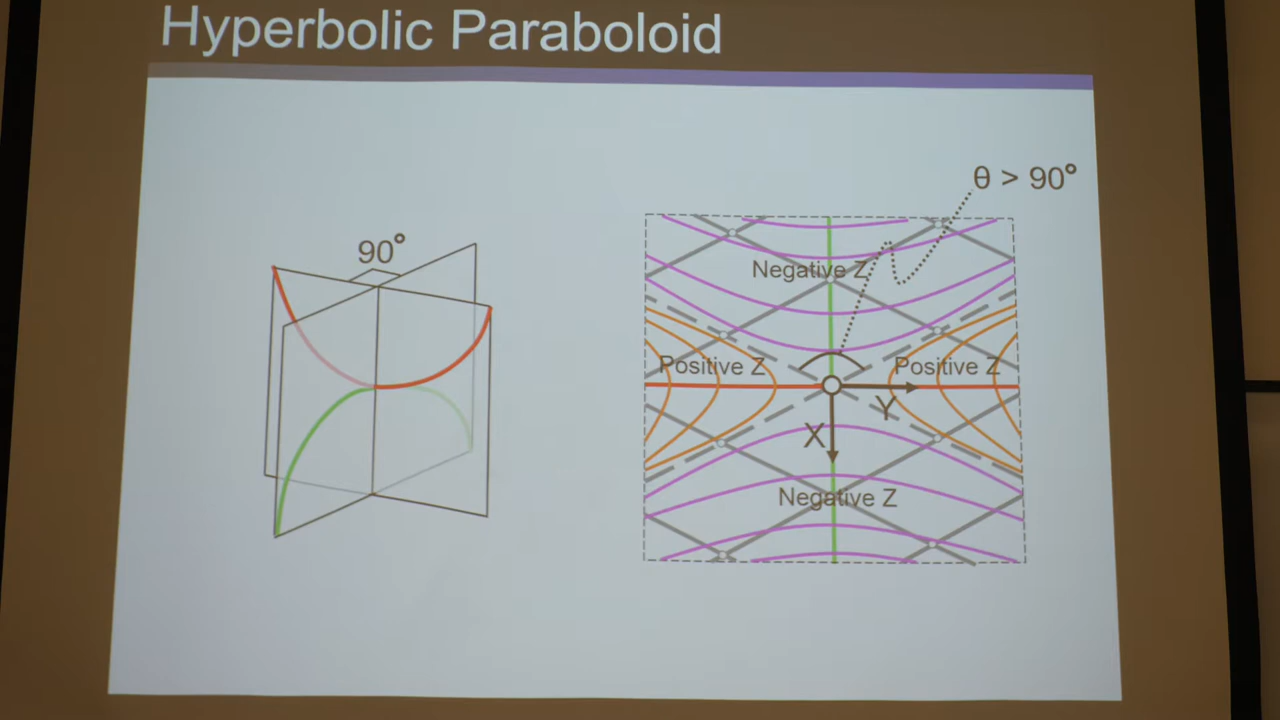 Hyperbolic Paraboloid
90°
θ > 90°
Negative Z
Positive Z
Positive Z
Y
X
Negative Z